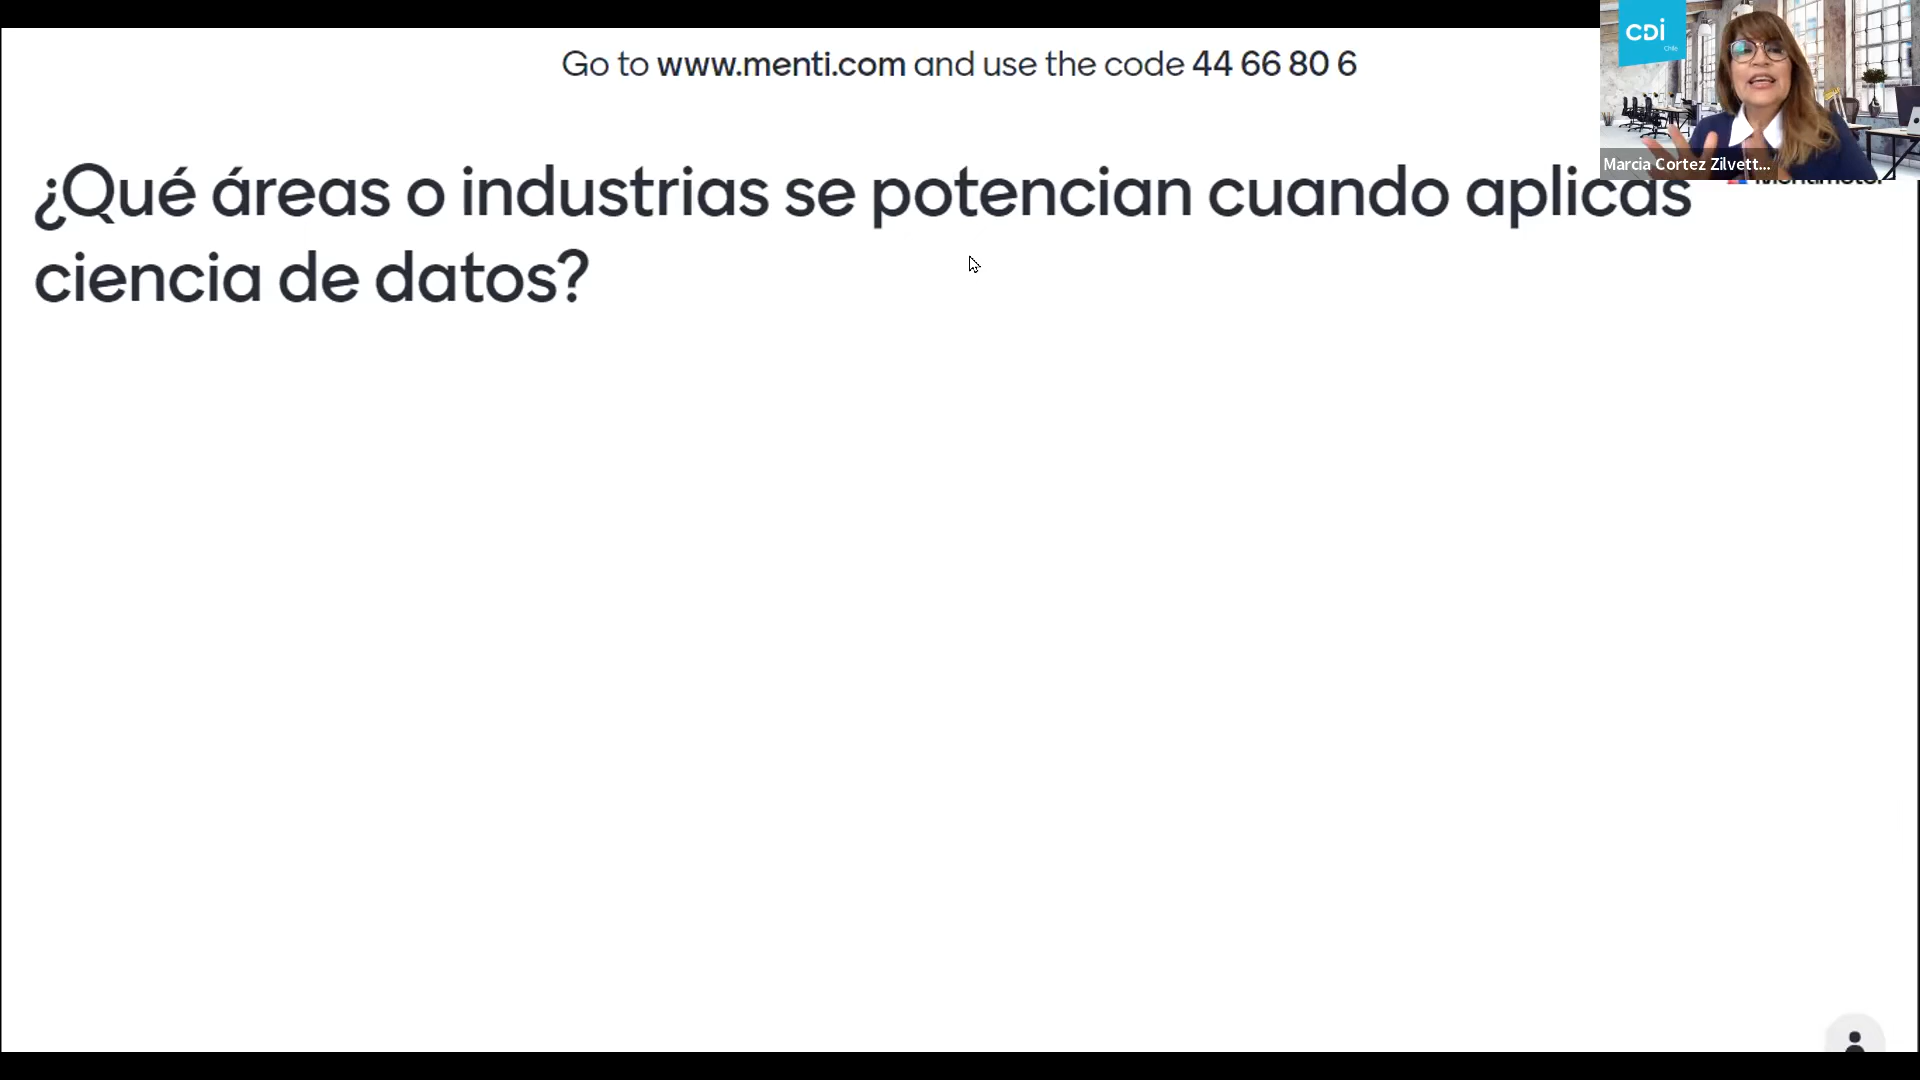 Go to www.menti.com and use the code 44 66 80 6
CDI
Chile
Marcia Cortez Zilvett...
¿Qué áreas o industrias se potencian cuando aplicas
ciencia de datos?